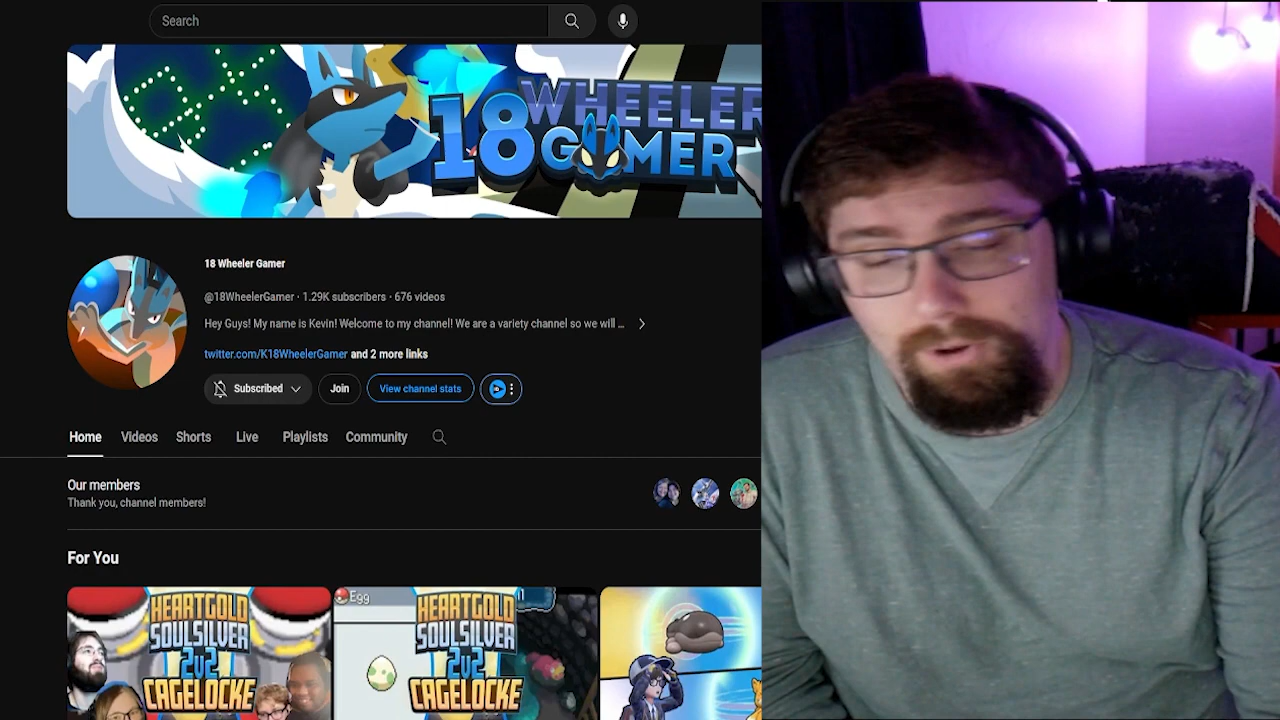 Search
18 WHEELER
GAMER
18 Wheeler Gamer
@18WheelerGamer · 1.29K subscribers · 676 videos
Hey Guys! My name is Kevin! Welcome to my channel! We are a variety channel so we will ...
twitter.com/K18WheelerGamer and 2 more links
Subscribed
Join
View channel stats
Home
Videos
Shorts
Live
Playlists
Community
Our members
Thank you, channel members!
For You
HEARTGOLD
SOULSILVER
2v2
CAGELOCKE
Egg
HEARTGOLD
SOULSILVER
2v2
CAGELOCKE